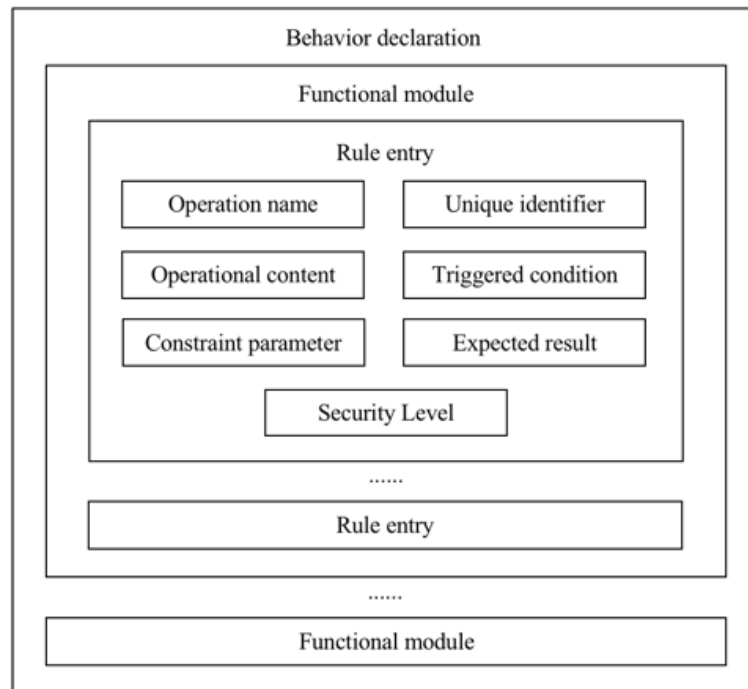 Behavior declaration
Functional module
Rule entry
Operation name
Unique identifier
Operational content
Triggered condition
Constraint parameter
Expected result
Security Level
......
Rule entry
......
Functional module